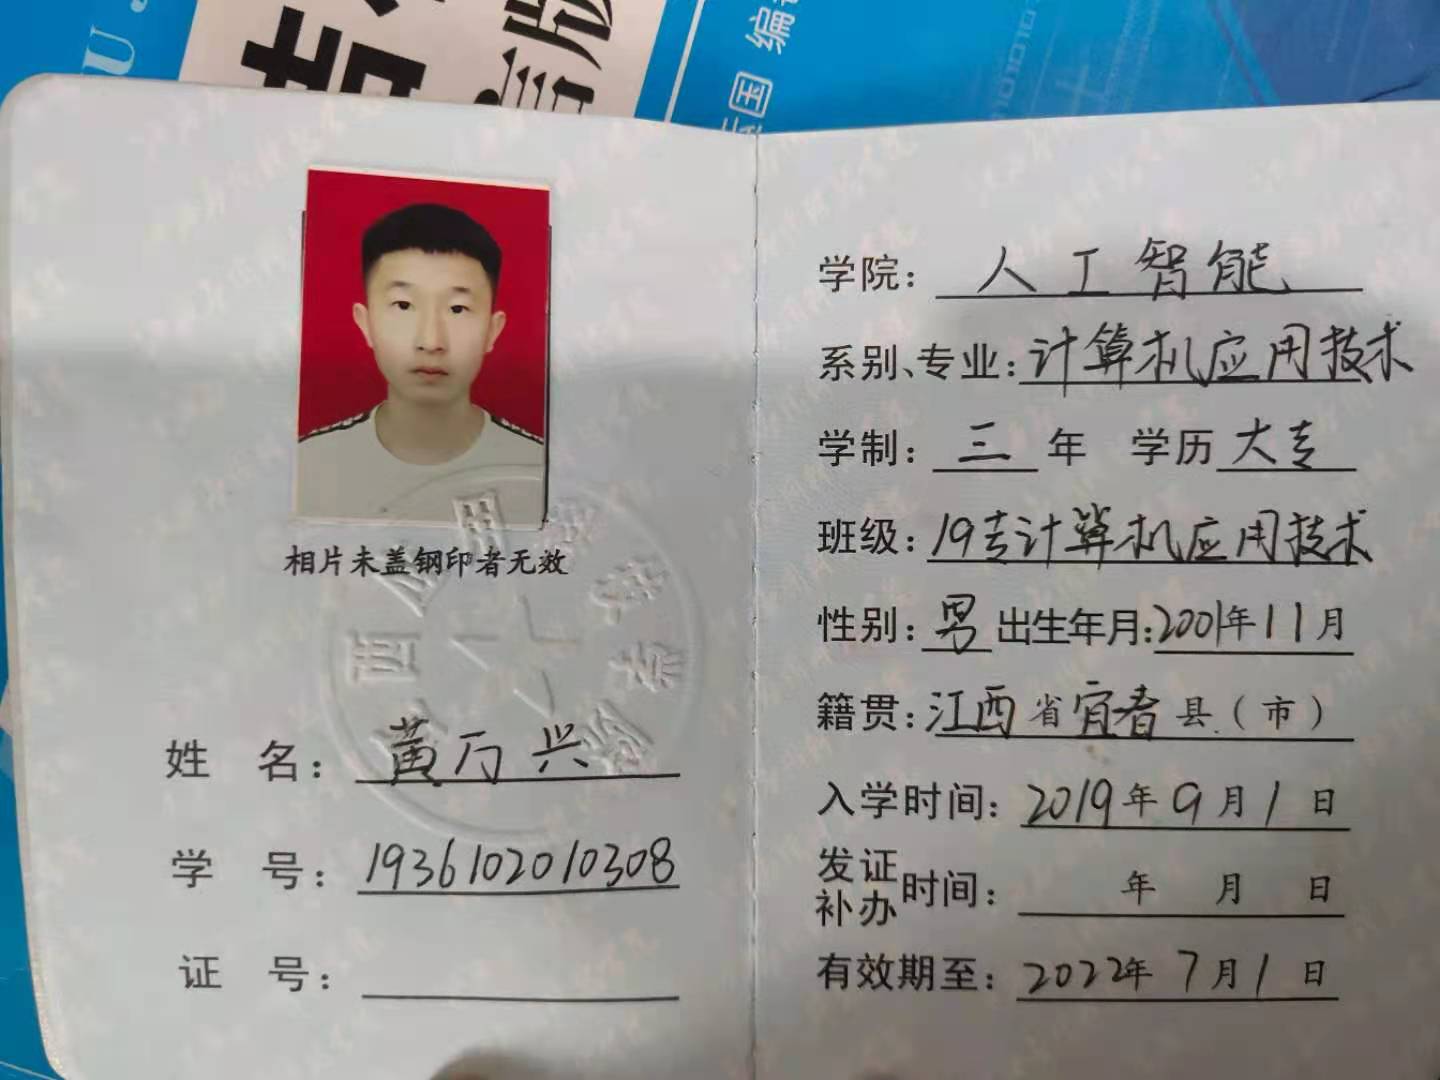 言版
国 编
相片未盖钢印者无效
姓 名：黄万兴
学 号：1936102010308
证 号：
学院：人工智能
系别、专业：计算机应用技术
学制：三 年 学历 大专
班级：19专计算机应用技术
性别：男 出生年月：2001年11月
籍贯：江西省宜春县（市）
入学时间：2019年9月1日
发证
补办时间： 年 月 日
有效期至：2022年7月1日